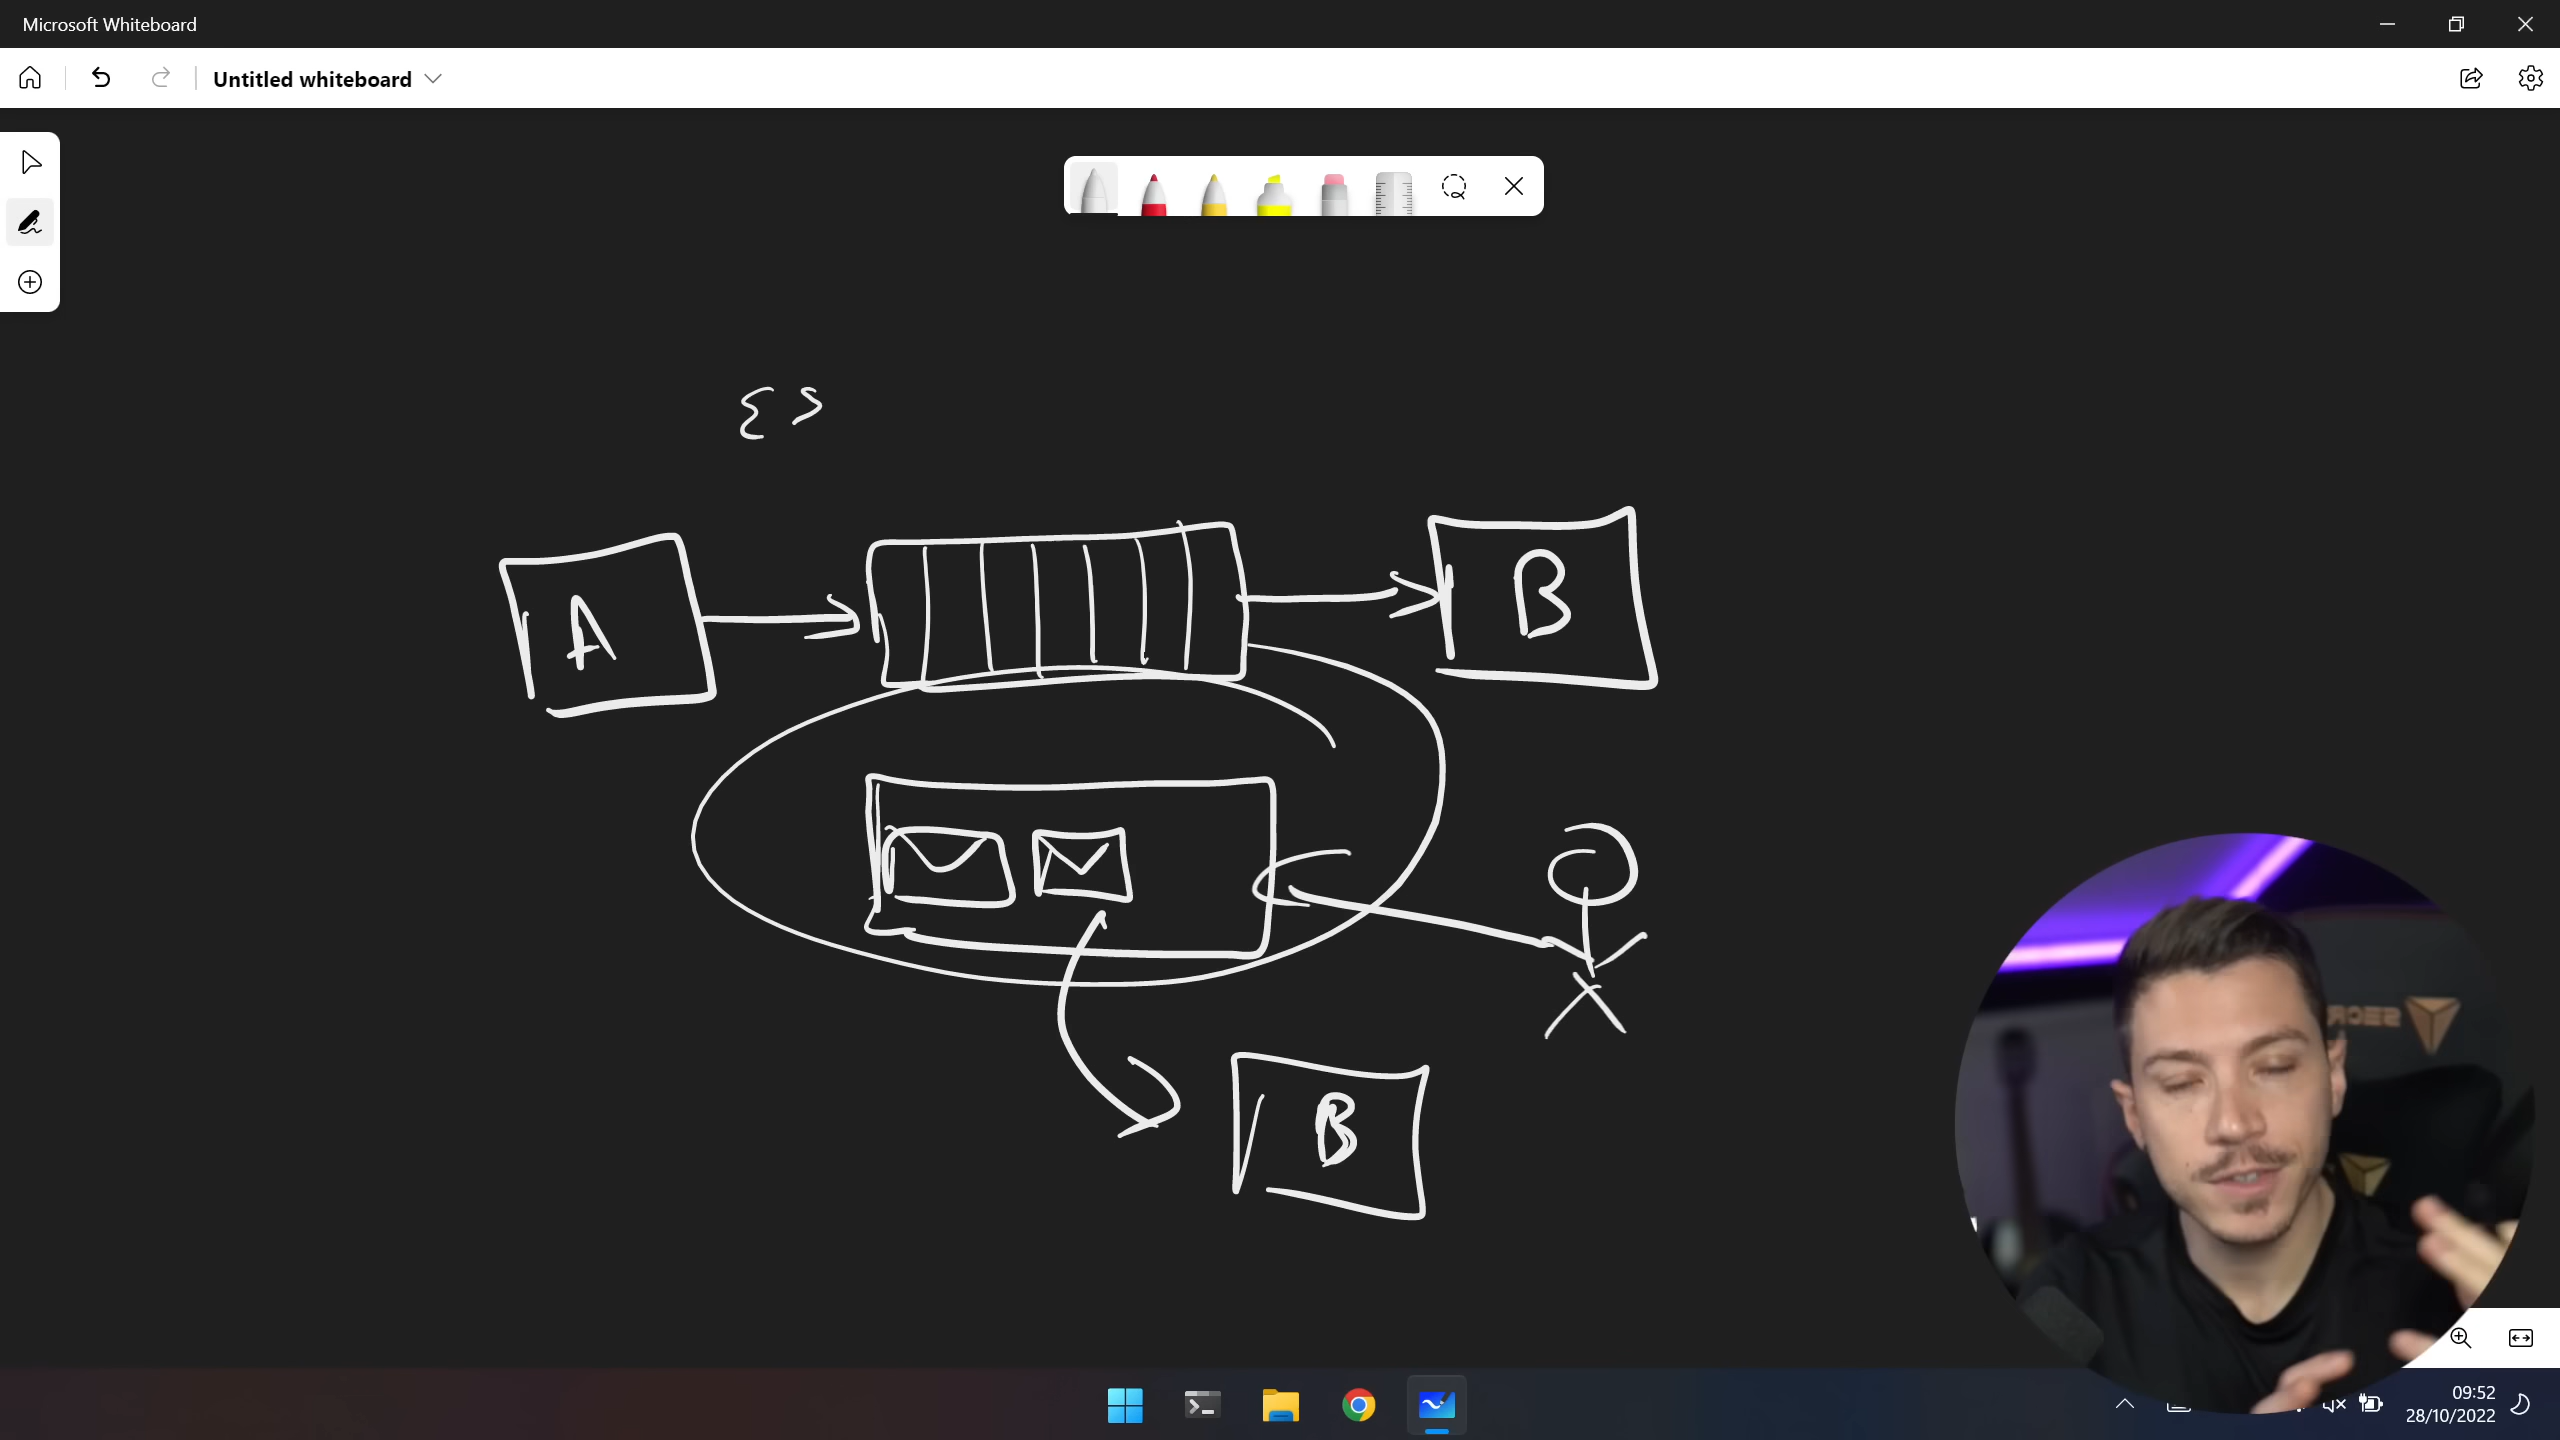 Microsoft Whiteboard
Untitled whiteboard
{ }
A
B
B
09:52
28/10/2022